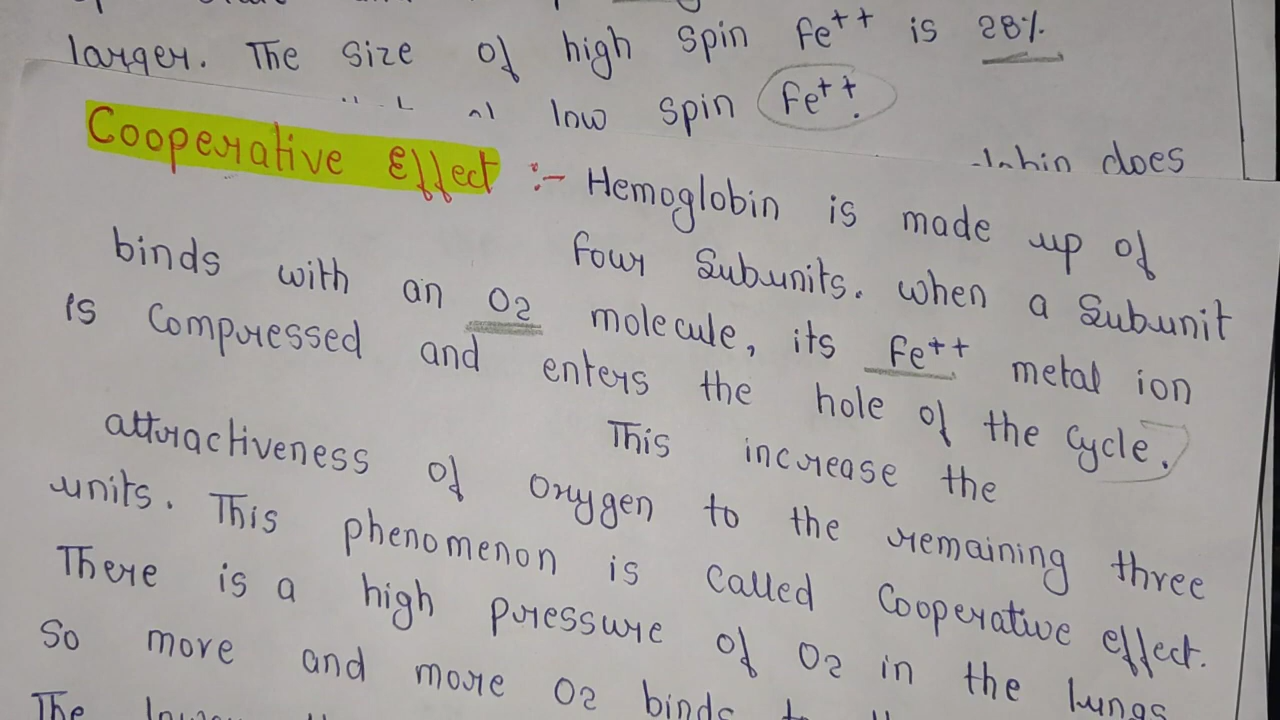 larger. The size of high spin Fe++ is 28%
low spin Fe++.
does
Cooperative Effect :- Hemoglobin is made up of
four subunits. when a subunit
binds with an O2 molecule, its Fe++ metal ion
is compressed and enters the hole of the cycle.
This increase the
attractiveness of oxygen to the remaining three
units. This phenomenon is called cooperative effect.
There is a high pressure of O2 in the lungs
So more and more O2 binds
The